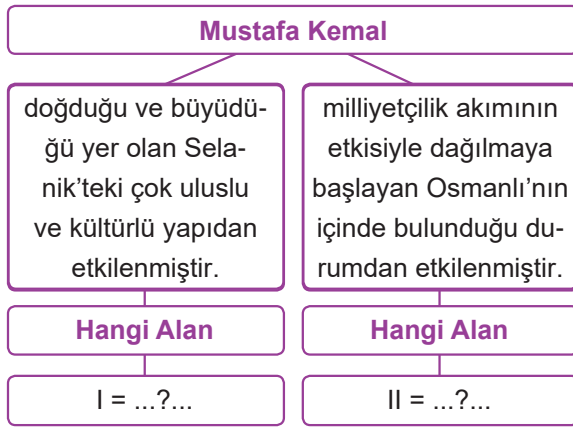 Mustafa Kemal
doğduğu ve büyüdü-
ğü yer olan Sela-
nik’teki çok uluslu
ve kültürlü yapıdan
etkilenmiştir.
milliyetçilik akımının
etkisiyle dağılmaya
başlayan Osmanlı’nın
içinde bulunduğu du-
rumdan etkilenmiştir.
Hangi Alan
Hangi Alan
I = ...?...
II = ...?...